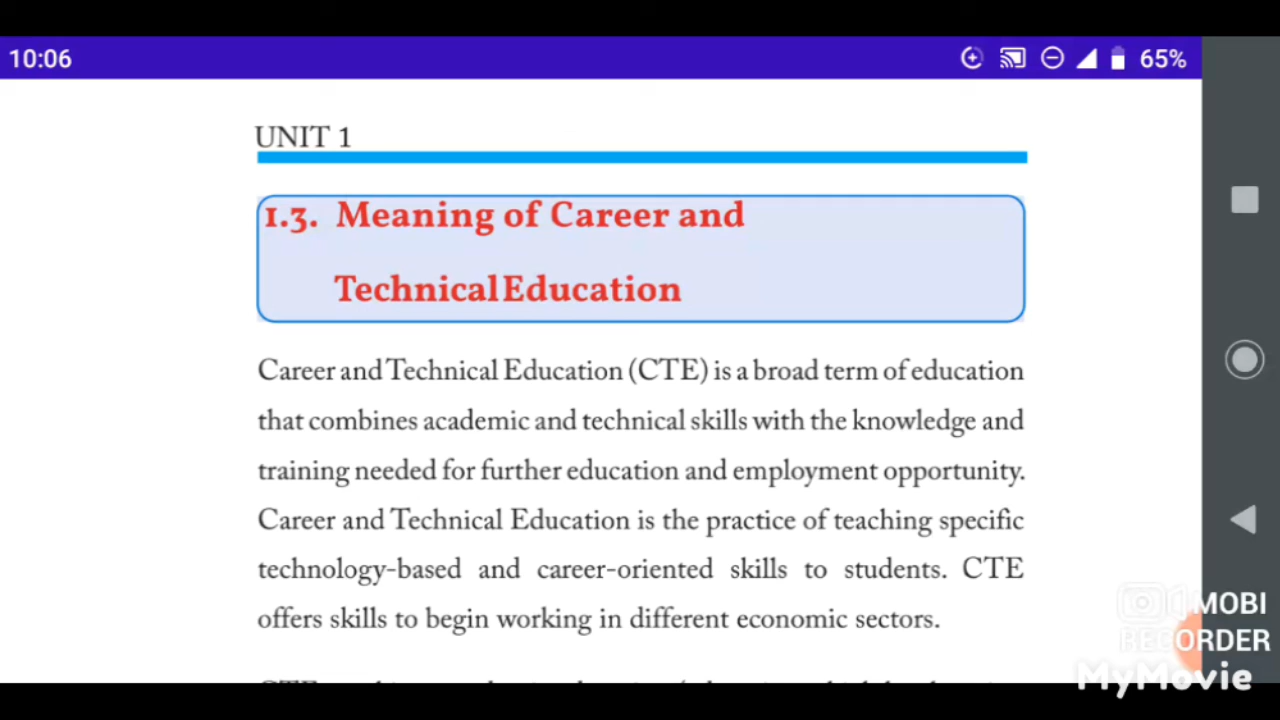 10:06
65%
UNIT 1
1.3. Meaning of Career and
Technical Education
Career and Technical Education (CTE) is a broad term of education
that combines academic and technical skills with the knowledge and
training needed for further education and employment opportunity.
Career and Technical Education is the practice of teaching specific
technology-based and career-oriented skills to students. CTE
offers skills to begin working in different economic sectors.
MOBI
RECORDER
MyMovie